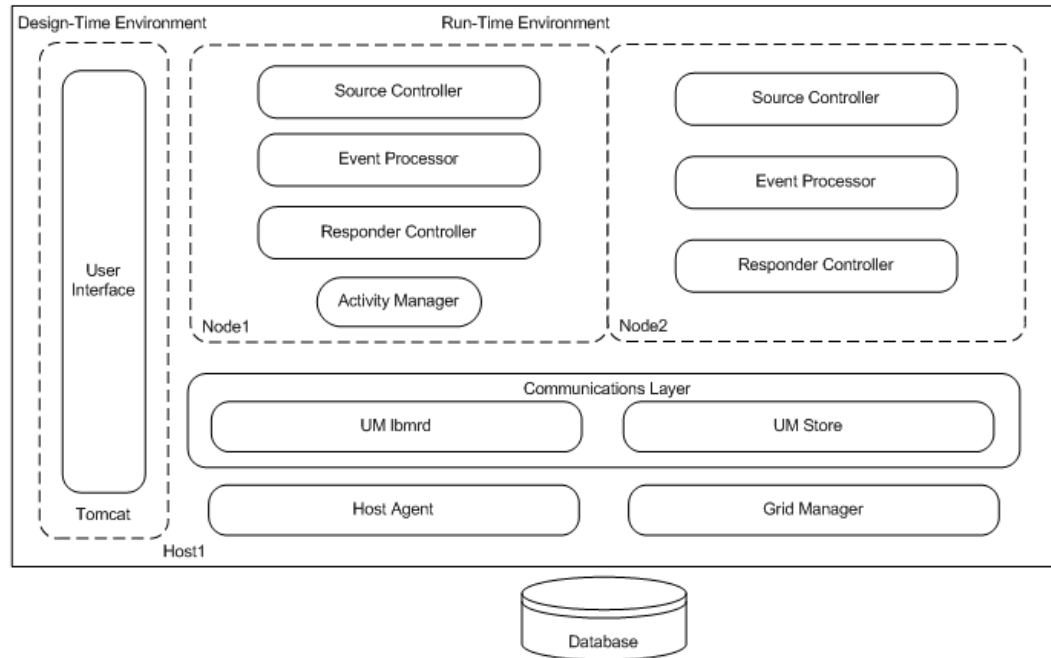 Design-Time Environment
Run-Time Environment
User
Interface
Tomcat
Source Controller
Event Processor
Responder Controller
Activity Manager
Node1
Source Controller
Event Processor
Responder Controller
Node2
Communications Layer
UM lbmrd
UM Store
Host Agent
Grid Manager
Host1
Database